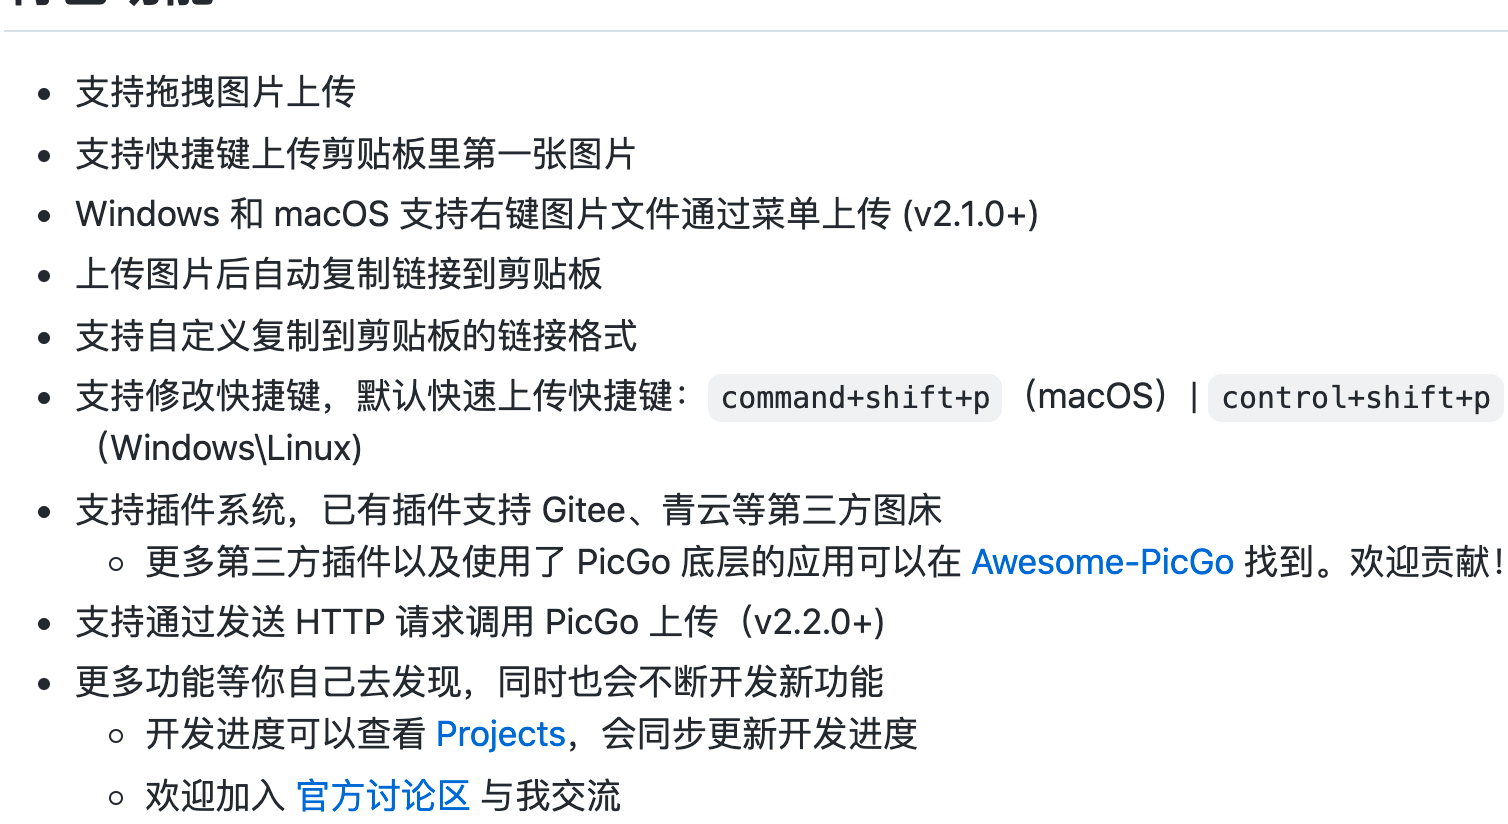 支持拖拽图片上传
支持快捷键上传剪贴板里第一张图片
Windows 和 macOS 支持右键图片文件通过菜单上传 (v2.1.0+)
上传图片后自动复制链接到剪贴板
支持自定义复制到剪贴板的链接格式
支持修改快捷键，默认快速上传快捷键：command+shift+p（macOS）| control+shift+p
（Windows\Linux)
支持插件系统，已有插件支持 Gitee、青云等第三方图床
更多第三方插件以及使用了 PicGo 底层的应用可以在 Awesome-PicGo 找到。欢迎贡献！
支持通过发送 HTTP 请求调用 PicGo 上传（v2.2.0+)
更多功能等你自己去发现，同时也会不断开发新功能
开发进度可以查看 Projects，会同步更新开发进度
欢迎加入 官方讨论区 与我交流